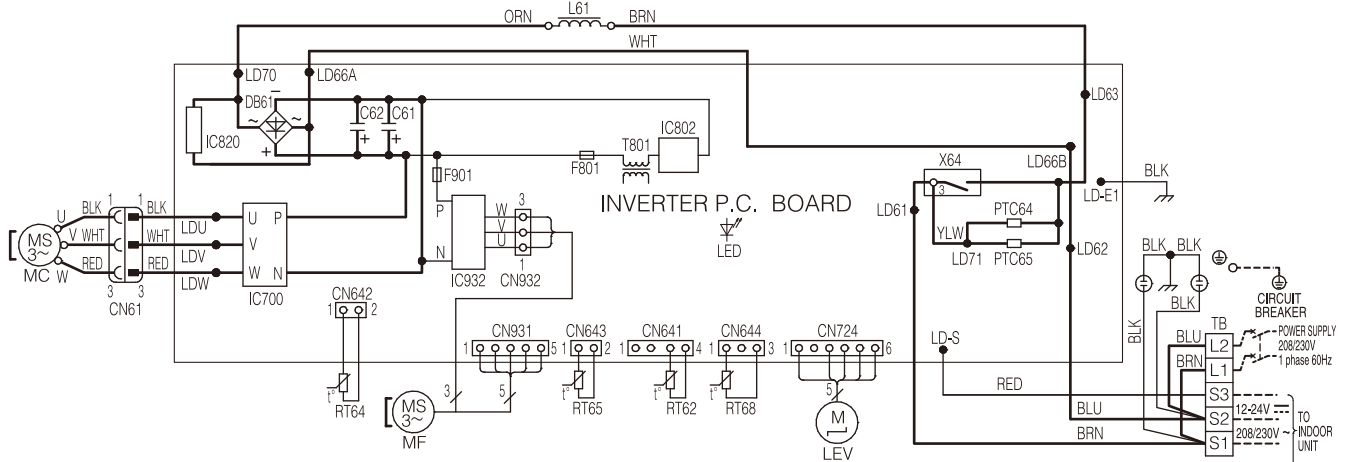 ORN L61 BRN
WHT
LD70 LD66A
DB61 − C62 C61
LD63
~ ~
IC820
+ + +
T801 IC802
F801
F901
X64
LD66B
3
BLK
LD-E1
INVERTER P.C. BOARD
LED
LD61
PTC64
YLW
LD71 PTC65
LD62
1 1
U BLK BLK LDU U P
MS 3~ V WHT WHT LDV V
MC W RED RED LDW W N
3 3
CN61
IC700
P W 3
V
N U 1
IC932 CN932
BLK BLK
BLK
BLK
CN642
1 2
t° RT64
CN931
1 5
CN643
1 2
t° RT65
CN641
1 4
t° RT62
CN644
1 3
t° RT68
CN724
1 6
5
M
LEV
3 5
MS 3~
MF
LD-S
RED
BLU
BRN
CIRCUIT
BREAKER
TB
BLU L2
BRN L1
S3
S2
S1
POWER SUPPLY
208/230V
1 phase 60Hz
12-24V
208/230V ~
TO
INDOOR
UNIT